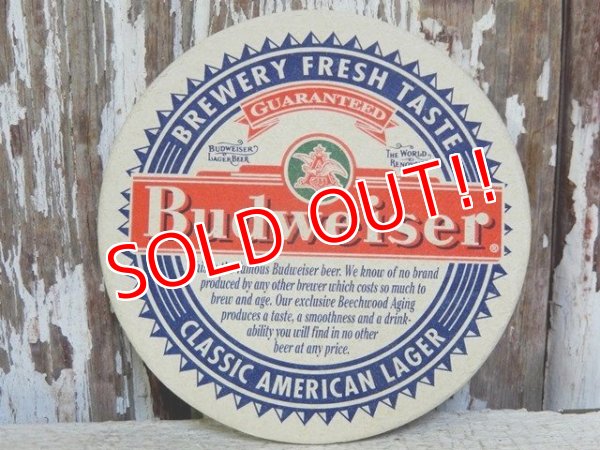 BREWERY FRESH TASTE
GUARANTEED
BUDWEISER
LAGER BEER
THE WORLD
Budweiser®
SOLD OUT!!
famous Budweiser beer. We know of no brand
produced by any other brewer which costs so much to
brew and age. Our exclusive Beechwood Aging
produces a taste, a smoothness and a drink-
ability you will find in no other
beer at any price.
CLASSIC AMERICAN LAGER